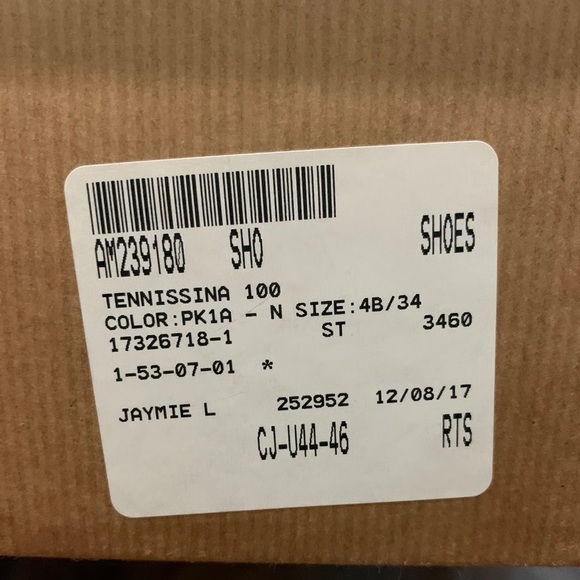 AM239180 SHO SHOES
TENNISSINA 100
COLOR:PK1A - N SIZE:4B/34
17326718-1 ST 3460
1-53-07-01 *
JAYMIE L 252952 12/08/17
CJ-U44-46 RTS